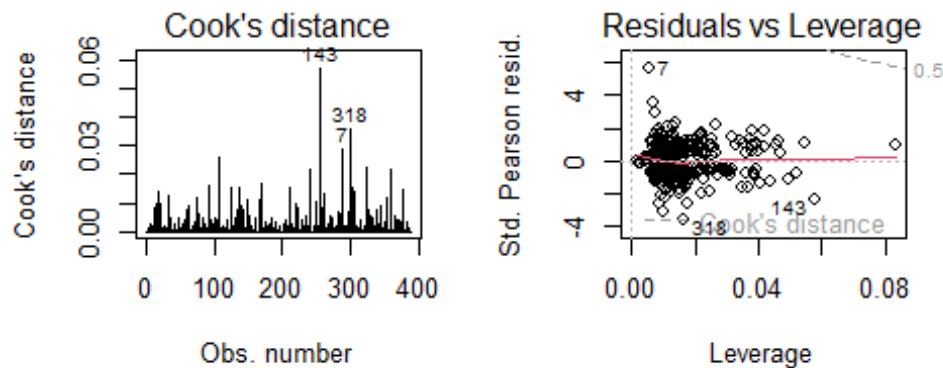 Cook's distance
Cook's distance
0.00 0.03 0.06
143
318
7
0 100 200 300 400
Obs. number
Residuals vs Leverage
Std. Pearson resid.
-4 0 4
7
0.5
143
318
Cook's distance
0.00 0.04 0.08
Leverage